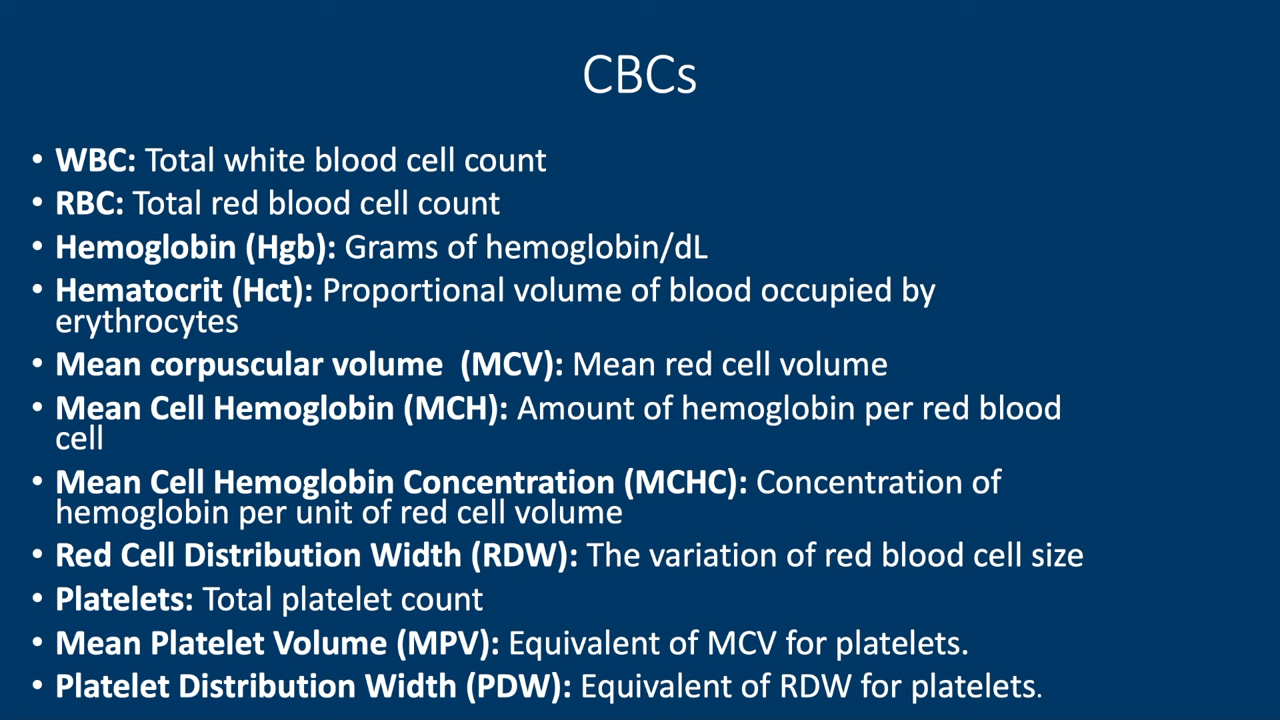 CBCs
• WBC: Total white blood cell count
• RBC: Total red blood cell count
• Hemoglobin (Hgb): Grams of hemoglobin/dL
• Hematocrit (Hct): Proportional volume of blood occupied by
erythrocytes
• Mean corpuscular volume  (MCV): Mean red cell volume
• Mean Cell Hemoglobin (MCH): Amount of hemoglobin per red blood
cell
• Mean Cell Hemoglobin Concentration (MCHC): Concentration of
hemoglobin per unit of red cell volume
• Red Cell Distribution Width (RDW): The variation of red blood cell size
• Platelets: Total platelet count
• Mean Platelet Volume (MPV): Equivalent of MCV for platelets.
• Platelet Distribution Width (PDW): Equivalent of RDW for platelets.